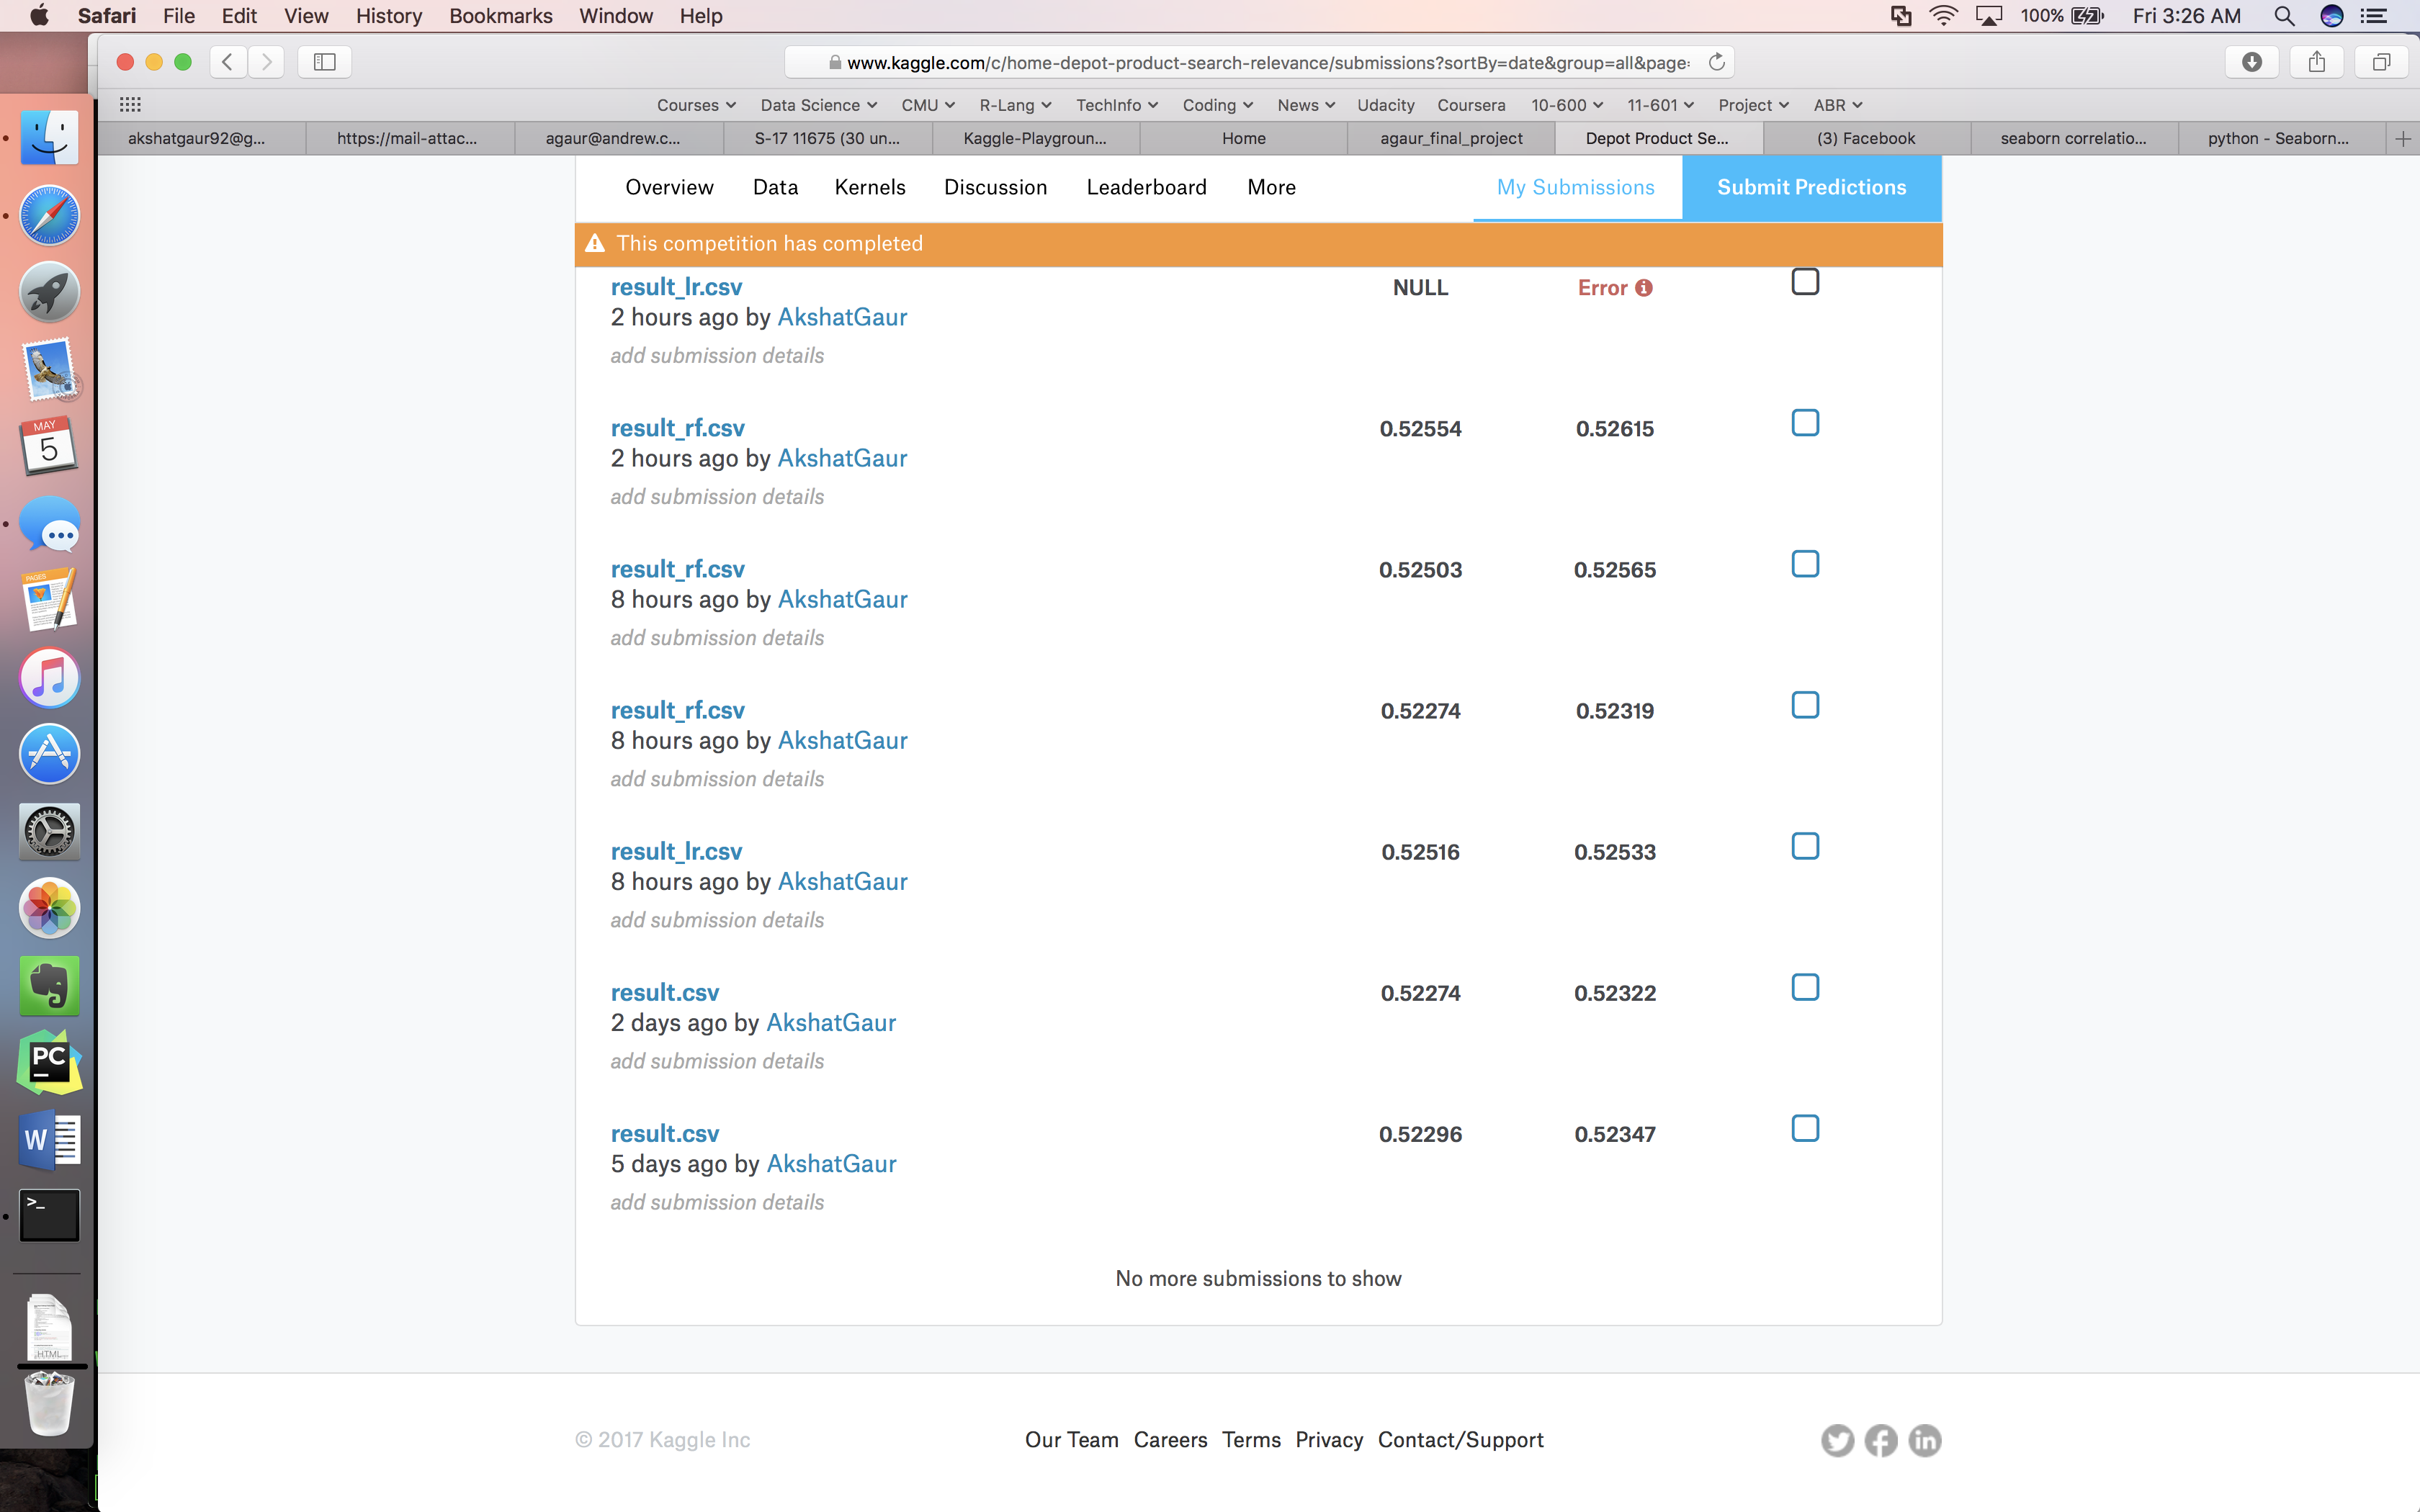 Safari File Edit View History Bookmarks Window Help 100% Fri 3:26 AM
www.kaggle.com/c/home-depot-product-search-relevance/submissions?sortBy=date&group=all&page=
Courses Data Science CMU R-Lang TechInfo Coding News Udacity Coursera 10-600 11-601 Project ABR
akshatgaur92@g... https://mail-attac... agaur@andrew.c... S-17 11675 (30 un... Kaggle-Playgroun... Home agaur_final_project Depot Product Se... (3) Facebook seaborn correlatio... python - Seaborn...
Overview Data Kernels Discussion Leaderboard More My Submissions Submit Predictions
This competition has completed
result_lr.csv NULL Error
2 hours ago by AkshatGaur
add submission details
result_rf.csv 0.52554 0.52615
2 hours ago by AkshatGaur
add submission details
result_rf.csv 0.52503 0.52565
8 hours ago by AkshatGaur
add submission details
result_rf.csv 0.52274 0.52319
8 hours ago by AkshatGaur
add submission details
result_lr.csv 0.52516 0.52533
8 hours ago by AkshatGaur
add submission details
result.csv 0.52274 0.52322
2 days ago by AkshatGaur
add submission details
result.csv 0.52296 0.52347
5 days ago by AkshatGaur
add submission details
No more submissions to show
© 2017 Kaggle Inc Our Team Careers Terms Privacy Contact/Support
MAY
5
PAGES
PC
W
>_
HTML